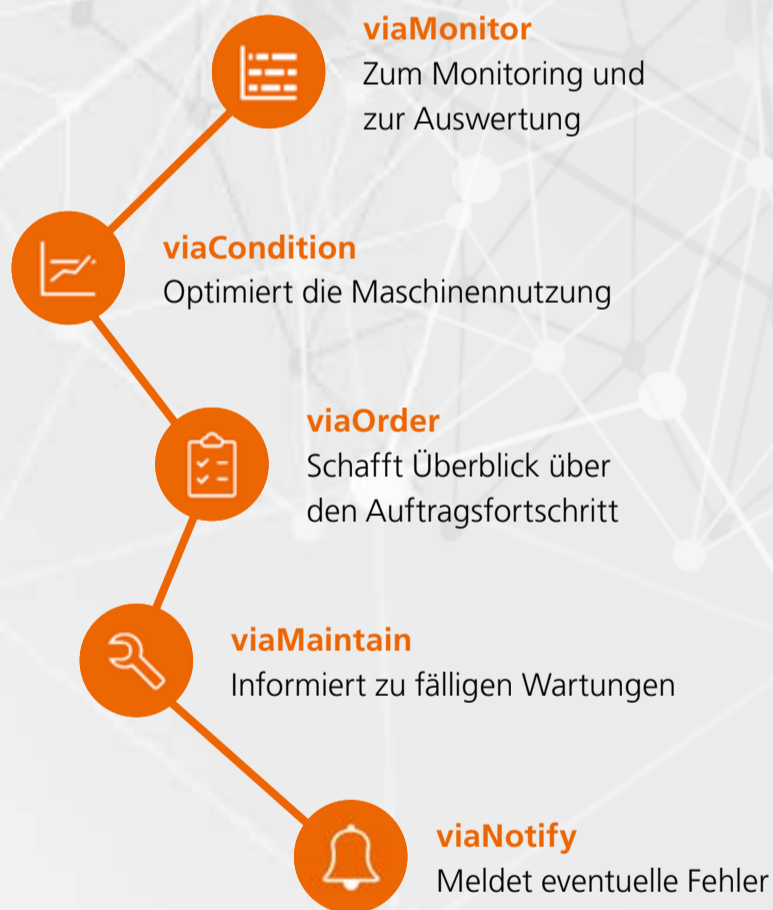 viaMonitor
Zum Monitoring und
zur Auswertung
viaCondition
Optimiert die Maschinennutzung
viaOrder
Schafft Überblick über
den Auftragsfortschritt
viaMaintain
Informiert zu fälligen Wartungen
viaNotify
Meldet eventuelle Fehler